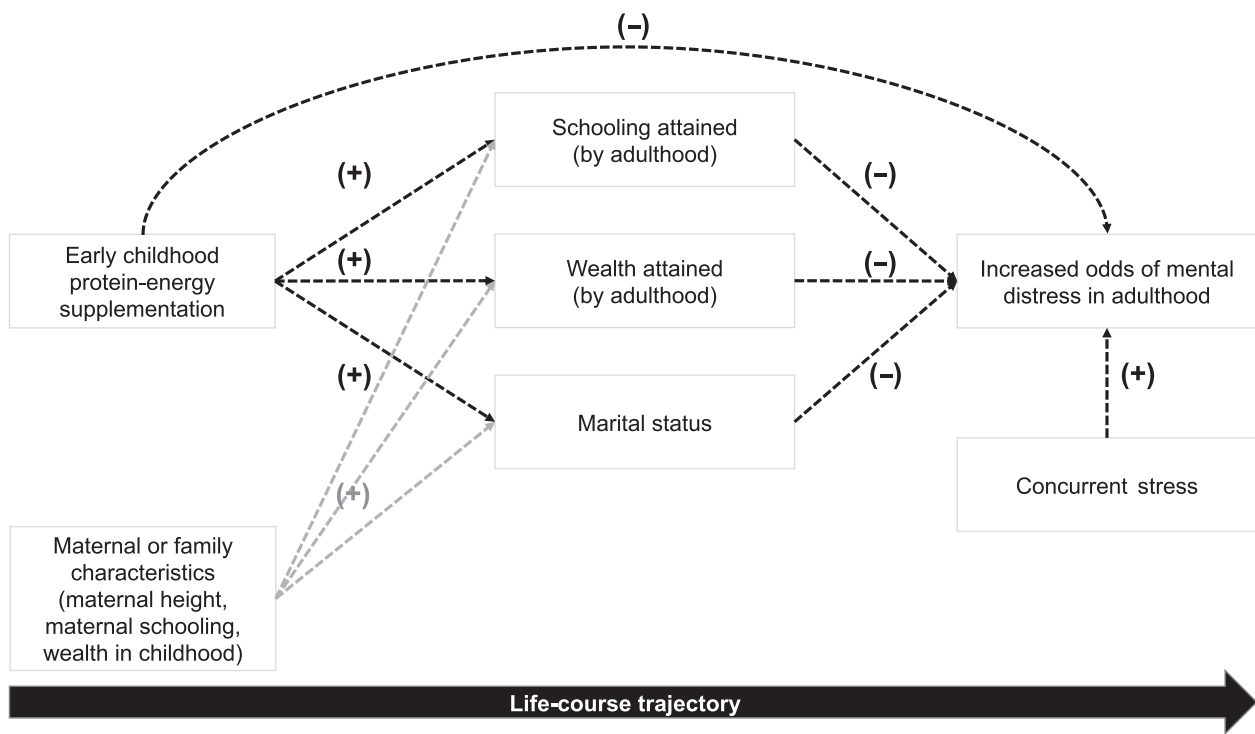 (–)
Schooling attained
(by adulthood)
(+)
(–)
Early childhood
protein-energy
supplementation
(+)
Wealth attained
(by adulthood)
(–)
Increased odds of mental
distress in adulthood
(+)
Marital status
(–)
(+)
Concurrent stress
(+)
Maternal or family
characteristics
(maternal height,
maternal schooling,
wealth in childhood)
Life-course trajectory